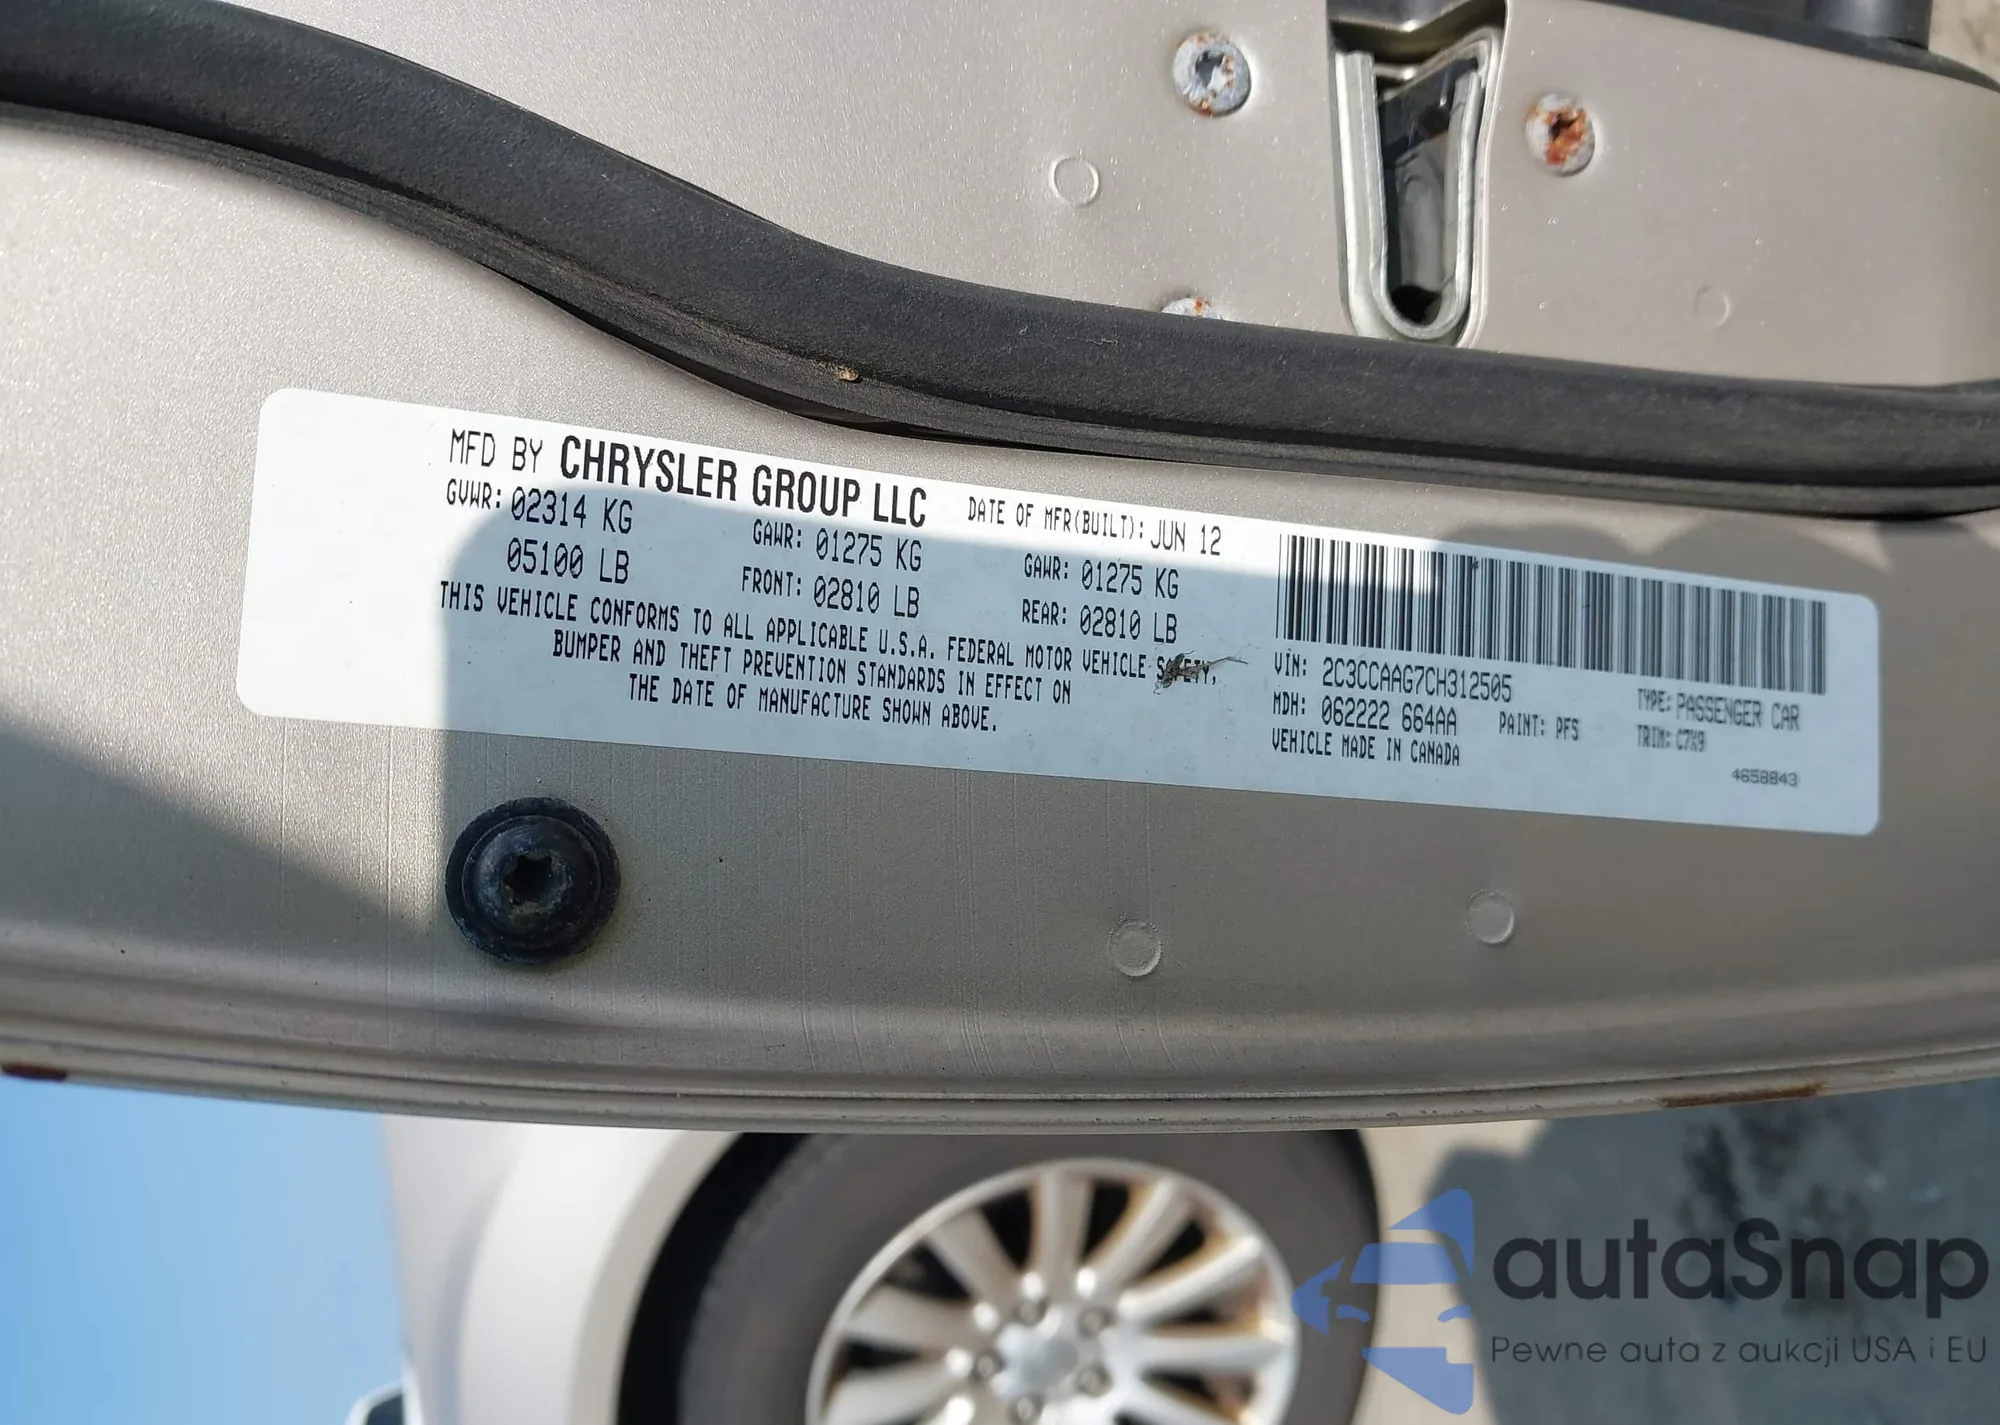 MFD BY CHRYSLER GROUP LLC DATE OF MFR(BUILT): JUN 12
GVWR: 02314 KG GAWR: 01275 KG GAWR: 01275 KG
05100 LB FRONT: 02810 LB REAR: 02810 LB
THIS VEHICLE CONFORMS TO ALL APPLICABLE U.S.A. FEDERAL MOTOR VEHICLE SAFETY,
BUMPER AND THEFT PREVENTION STANDARDS IN EFFECT ON
THE DATE OF MANUFACTURE SHOWN ABOVE.
VIN: 2C3CCAAG7CH312505 TYPE: PASSENGER CAR
MDH: 062222 664AA PAINT: PFS TRIM: C7X9
VEHICLE MADE IN CANADA
4658843
autaSnap
Pewne auta z aukcji USA i EU